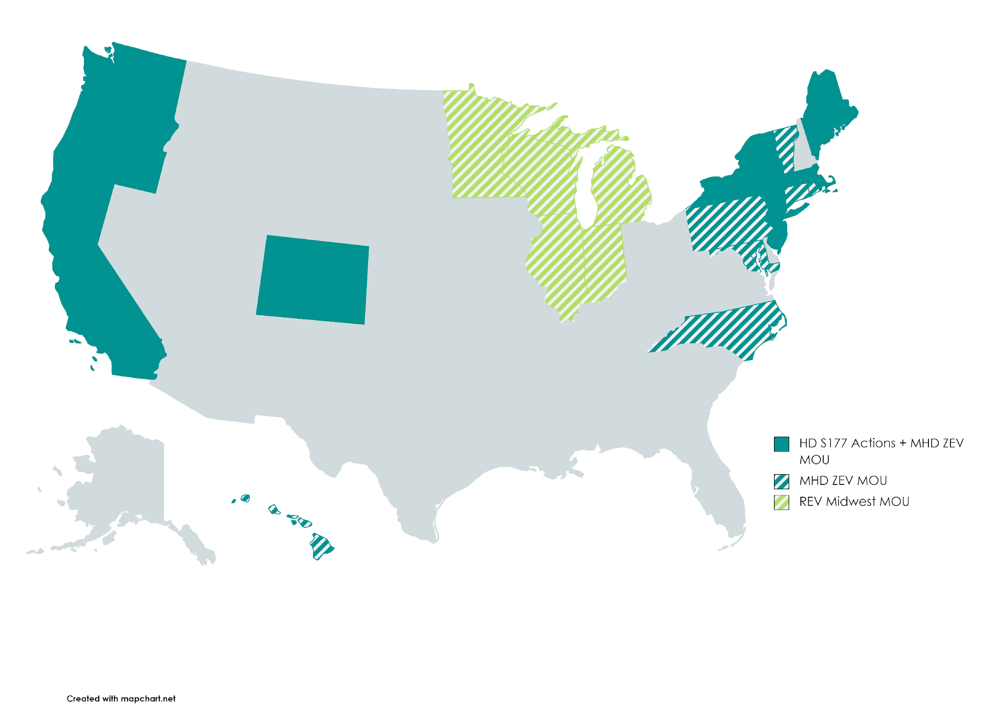 HD S177 Actions + MHD ZEV
MOU
MHD ZEV MOU
REV Midwest MOU
Created with mapchart.net